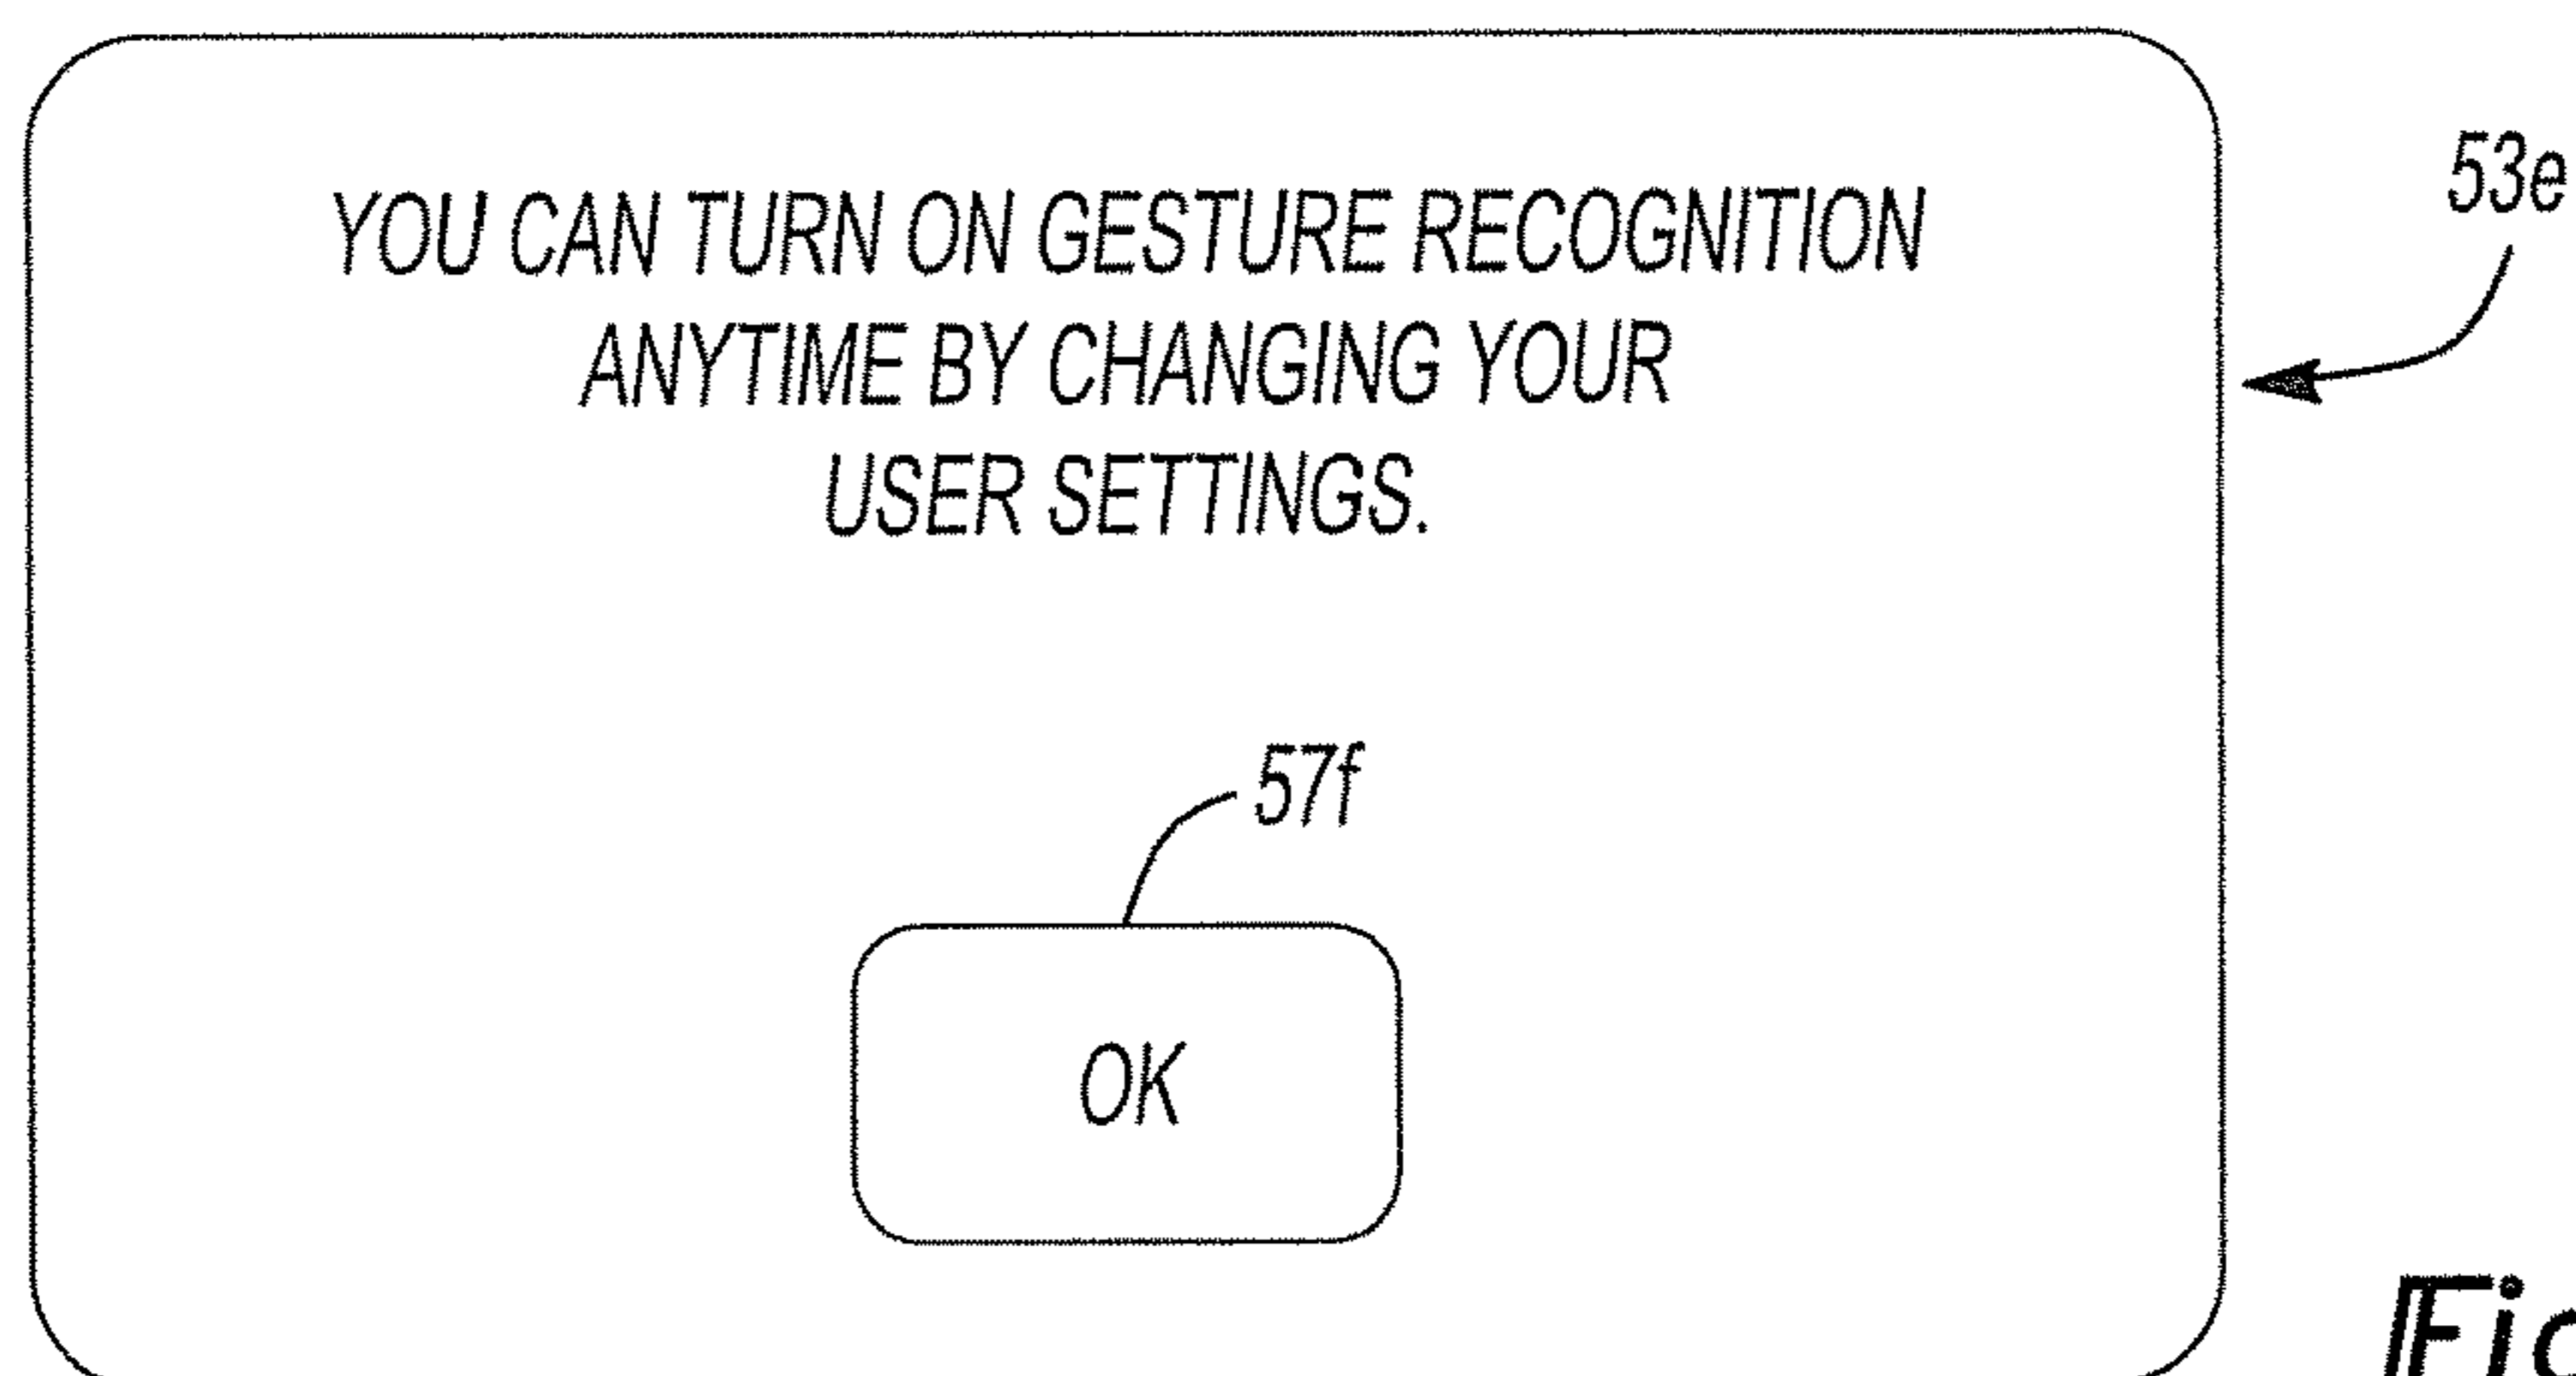 YOU CAN TURN ON GESTURE RECOGNITION
ANYTIME BY CHANGING YOUR
USER SETTINGS.
53e
57f
OK